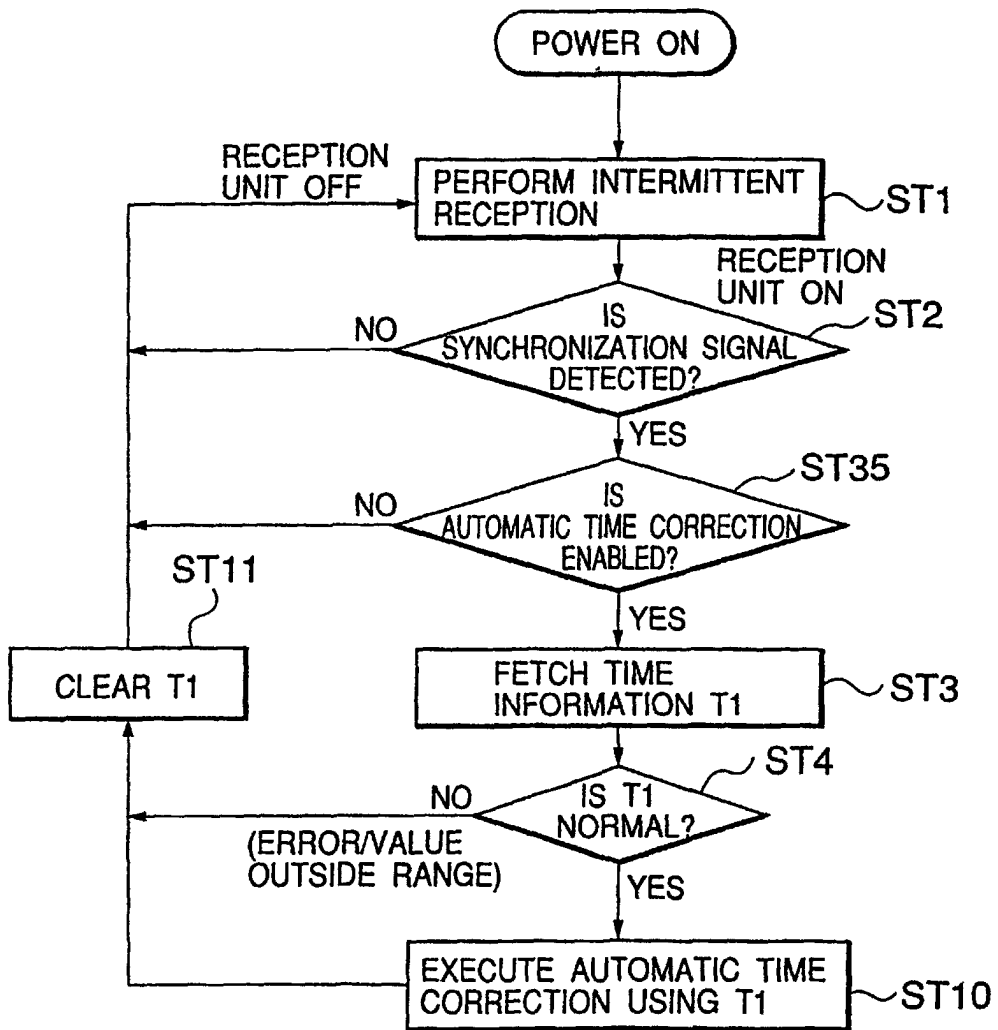 POWER ON
RECEPTION
UNIT OFF
PERFORM INTERMITTENT
RECEPTION
ST1
RECEPTION
UNIT ON
NO
IS
SYNCHRONIZATION SIGNAL
DETECTED?
ST2
YES
ST35
NO
IS
AUTOMATIC TIME CORRECTION
ENABLED?
ST11
YES
CLEAR T1
FETCH TIME
INFORMATION T1
ST3
ST4
NO
IS T1
NORMAL?
(ERROR/VALUE
OUTSIDE RANGE)
YES
EXECUTE AUTOMATIC TIME
CORRECTION USING T1
ST10